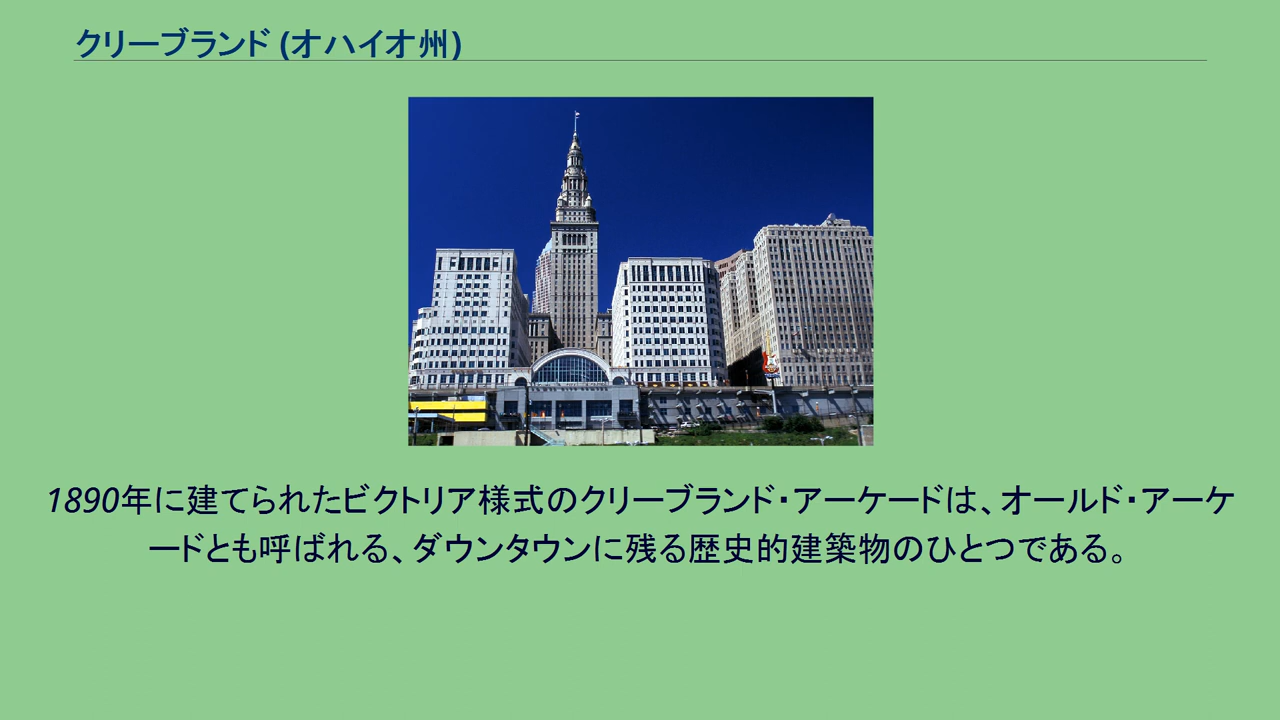 クリーブランド (オハイオ州)
1890年に建てられたビクトリア様式のクリーブランド・アーケードは、オールド・アーケ
ードとも呼ばれる、ダウンタウンに残る歴史的建築物のひとつである。